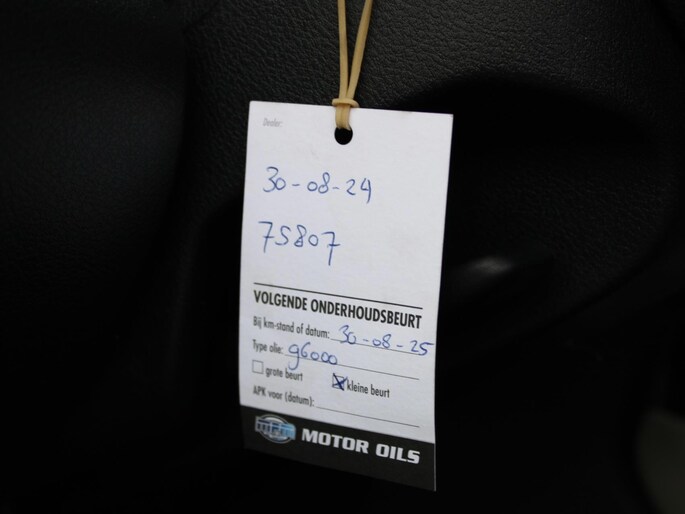 Dealer:
30-08-24
75807
VOLGENDE ONDERHOUDSBEURT
Bij km-stand of datum: 30-08-25
Type olie: g6000
grote beurt kleine beurt
APK voor (datum):
MOTOR OILS